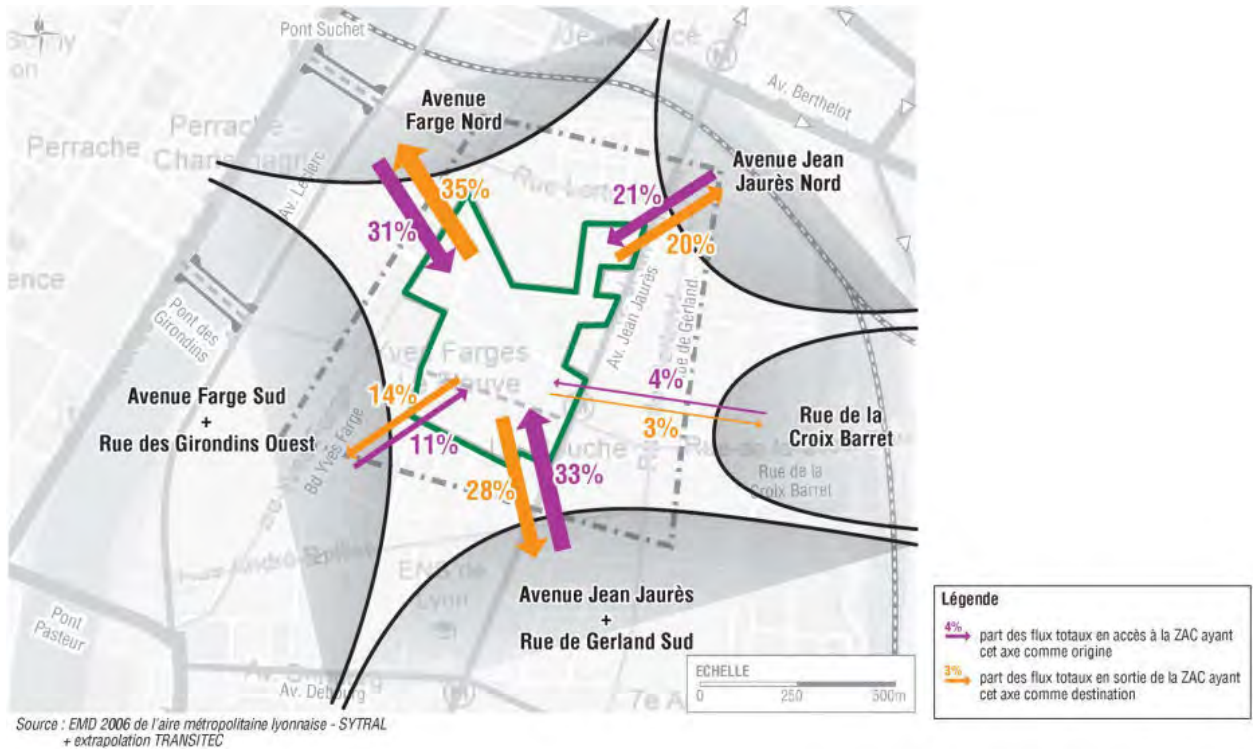 Pont Suchet
Av. Berthelot
Perrache
Perrache -
Avenue
Farge Nord
Avenue Jean
Jaurès Nord
Av. Leclerc
35%
31%
21%
20%
Pont des
Girondins
Av. Jean Jaurès
Rue de Gerland
Yves Farges
4%
3%
Avenue Farge Sud
+
Rue des Girondins Ouest
14%
11%
Bd Yves Farge
Rue de la
Croix Barret
Rue de la
Croix Barret
28%
33%
ENS de
Lyon
Avenue Jean Jaurès
+
Rue de Gerland Sud
Pont
Pasteur
Av. Debourg
7e A
ECHELLE
0 250 500m
Légende
4% part des flux totaux en accès à la ZAC ayant
cet axe comme origine
3% part des flux totaux en sortie de la ZAC ayant
cet axe comme destination
Source : EMD 2006 de l'aire métropolitaine lyonnaise - SYTRAL
+ extrapolation TRANSITEC